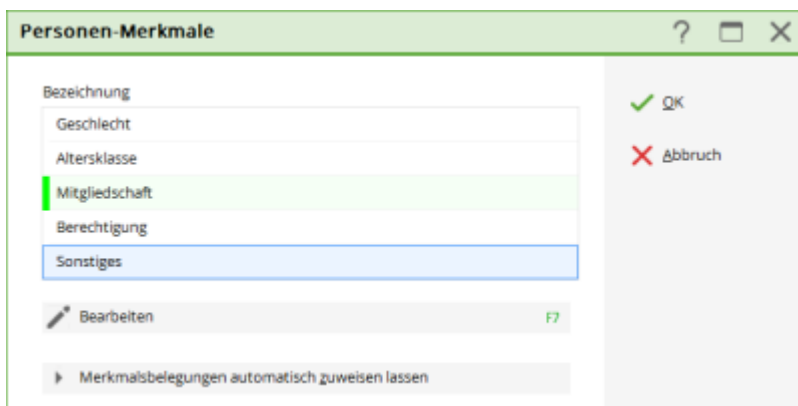 Personen-Merkmale
Bezeichnung
Geschlecht
Altersklasse
Mitgliedschaft
Berechtigung
Sonstiges
Bearbeiten F7
Merkmalsbelegungen automatisch zuweisen lassen
OK
Abbruch